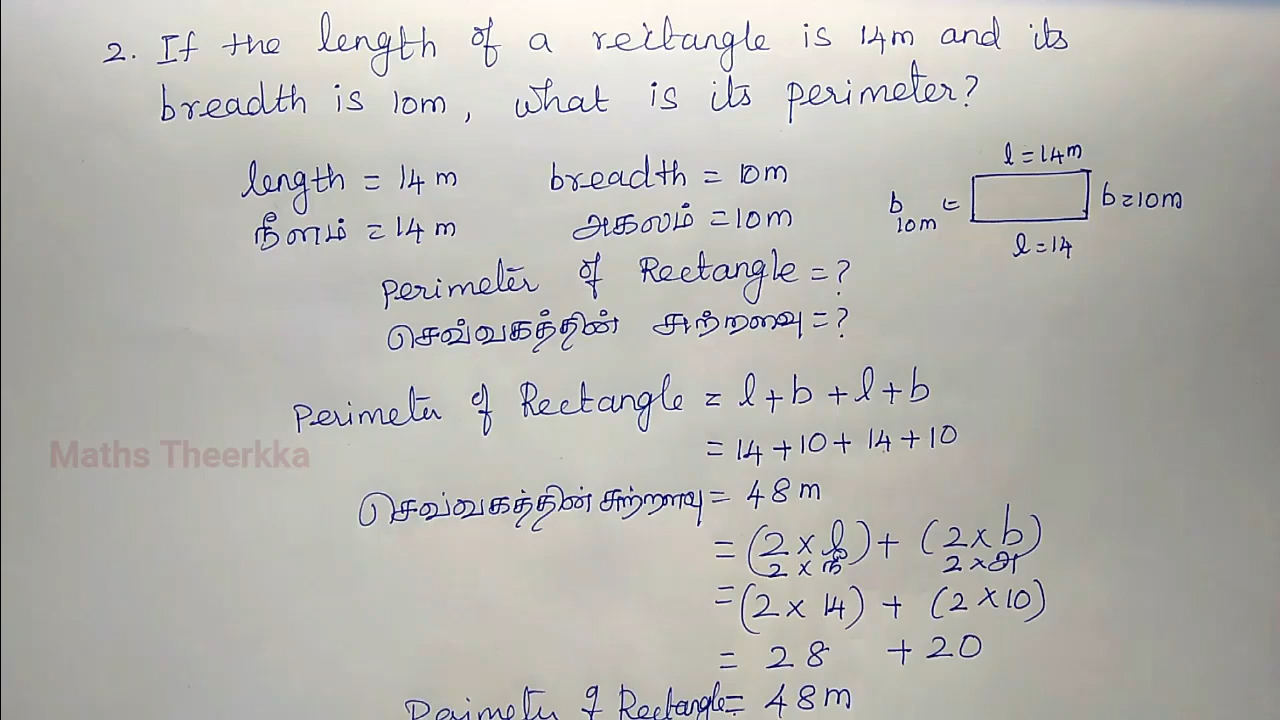 2. If the length of a rectangle is 14m and its
breadth is 10m, what is its perimeter?
length = 14 m breadth = 10m
நீளம் = 14 m அகலம் = 10m
l = 14m
b = 10m
b = 10m
l = 14
Perimeter of Rectangle = ?
செவ்வகத்தின் சுற்றளவு = ?
Perimeter of Rectangle = l + b + l + b
= 14 + 10 + 14 + 10
Maths Theerkka
செவ்வகத்தின் சுற்றளவு = 48 m
= (2 × l) + (2 × b)
2 × நீ 2 × அ
= (2 × 14) + (2 × 10)
= 28 + 20
Perimeter of Rectangle = 48 m